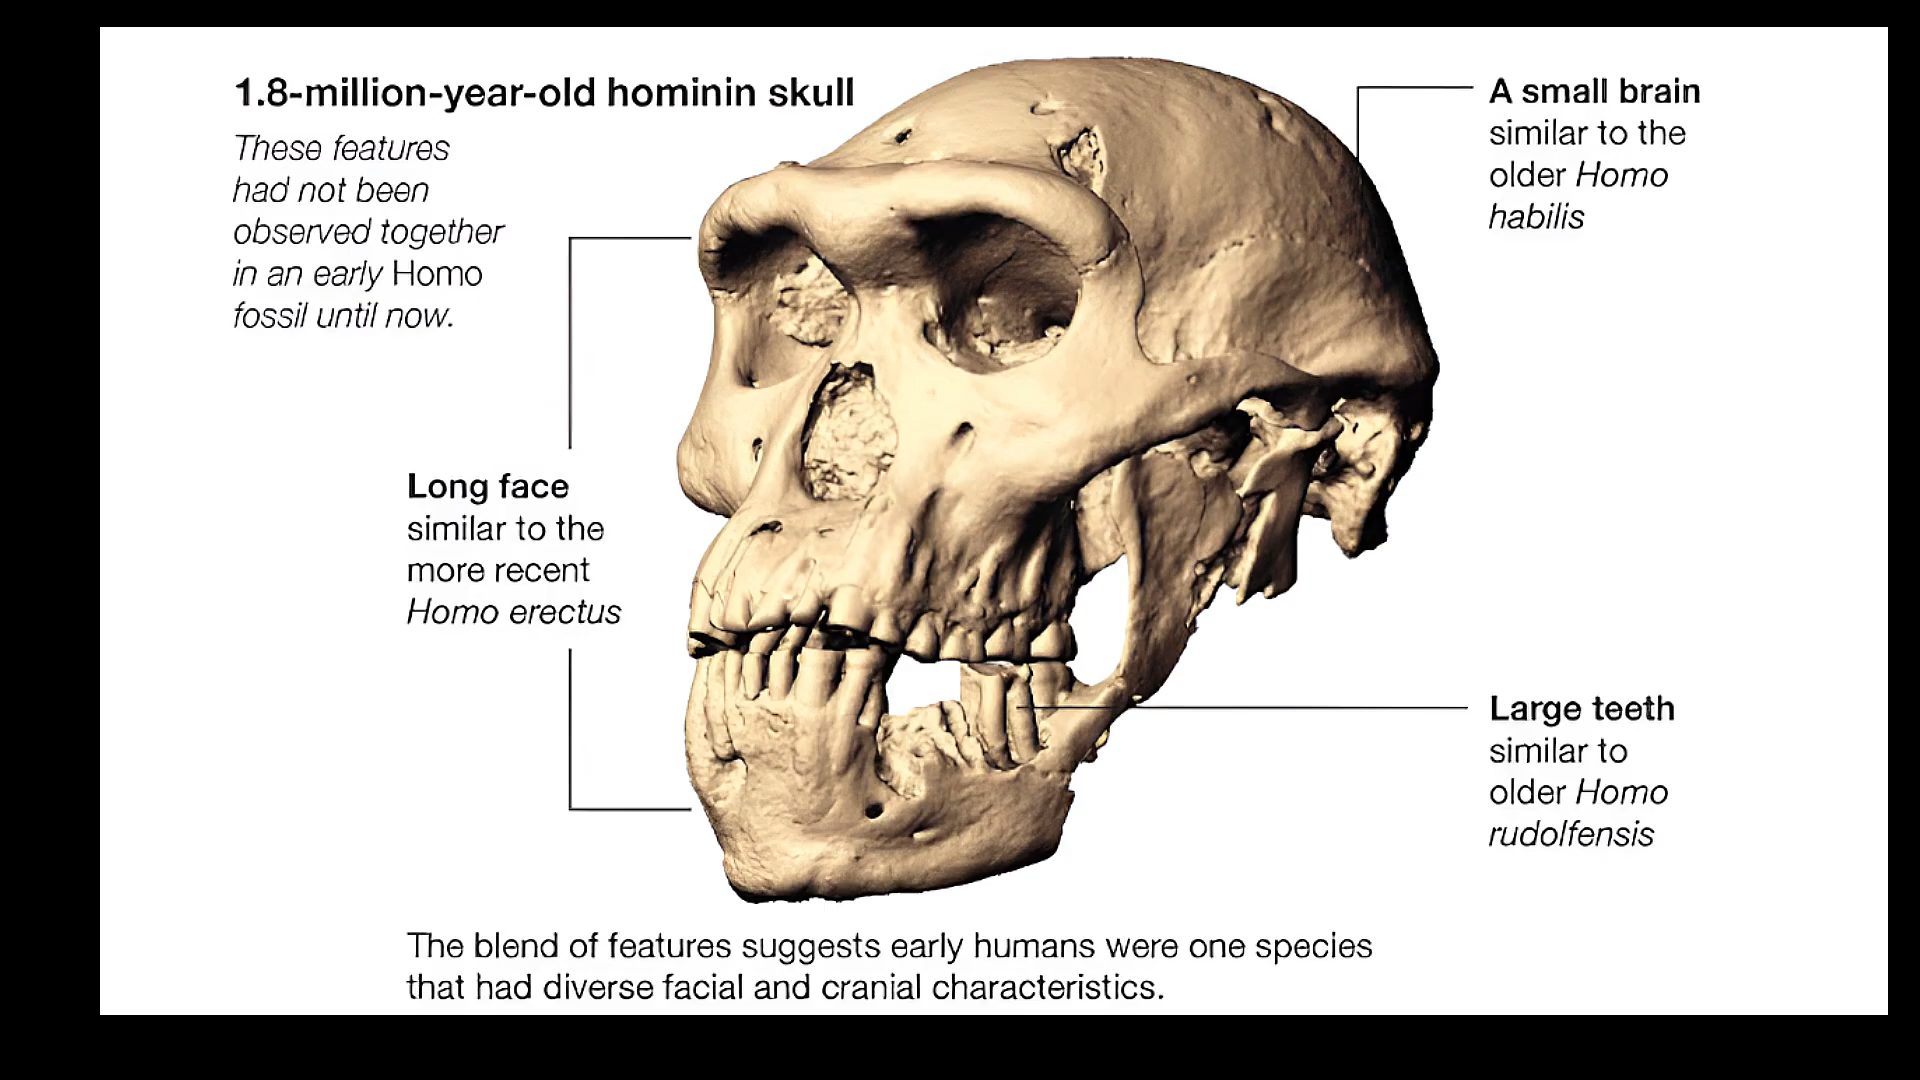 1.8-million-year-old hominin skull
These features
had not been
observed together
in an early Homo
fossil until now.
A small brain
similar to the
older Homo
habilis
Long face
similar to the
more recent
Homo erectus
Large teeth
similar to
older Homo
rudolfensis
The blend of features suggests early humans were one species
that had diverse facial and cranial characteristics.